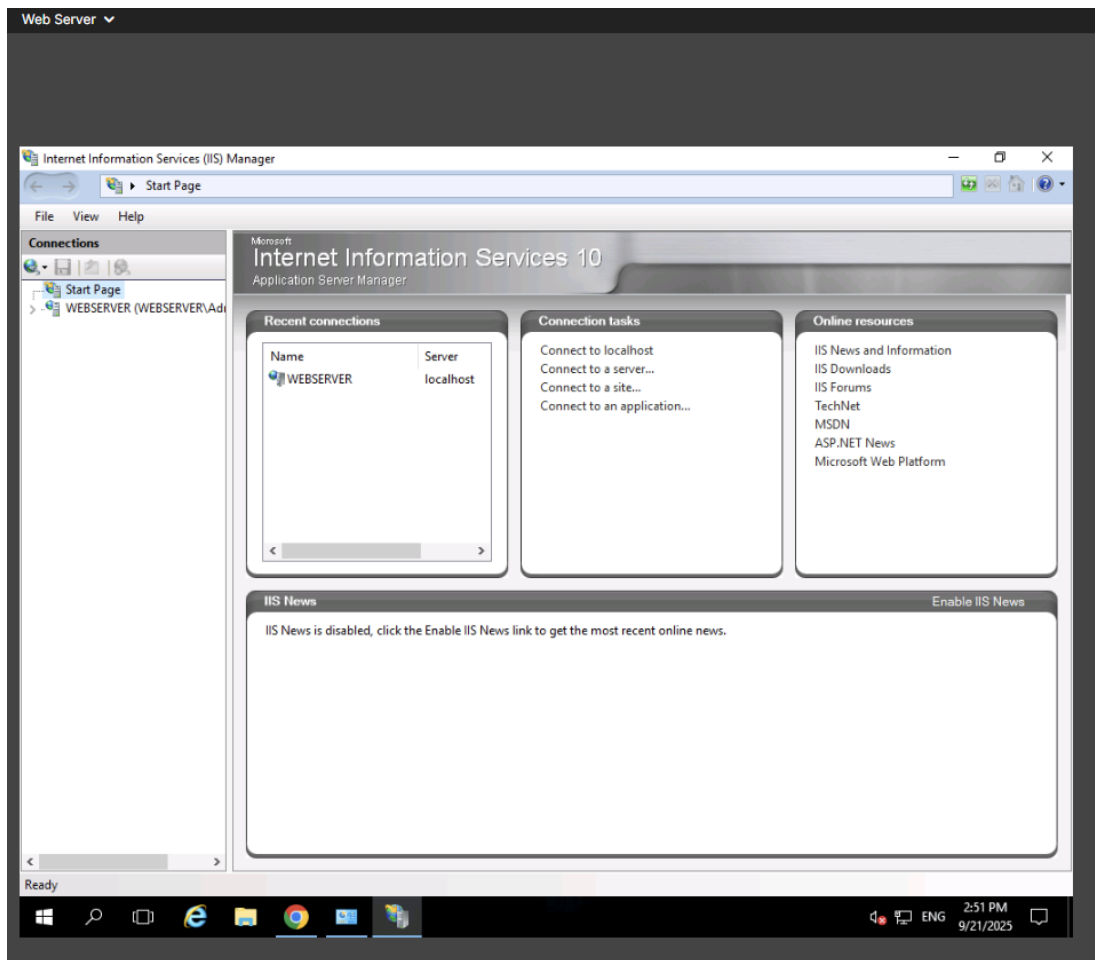 Web Server
Internet Information Services (IIS) Manager
Start Page
File View Help
Connections
Start Page
WEBSERVER (WEBSERVER\Adı
Microsoft
Internet Information Services 10
Application Server Manager
Recent connections
Name Server
WEBSERVER localhost
Connection tasks
Connect to localhost
Connect to a server...
Connect to a site...
Connect to an application...
Online resources
IIS News and Information
IIS Downloads
IIS Forums
TechNet
MSDN
ASP.NET News
Microsoft Web Platform
IIS News Enable IIS News
IIS News is disabled, click the Enable IIS News link to get the most recent online news.
Ready
ENG
2:51 PM
9/21/2025